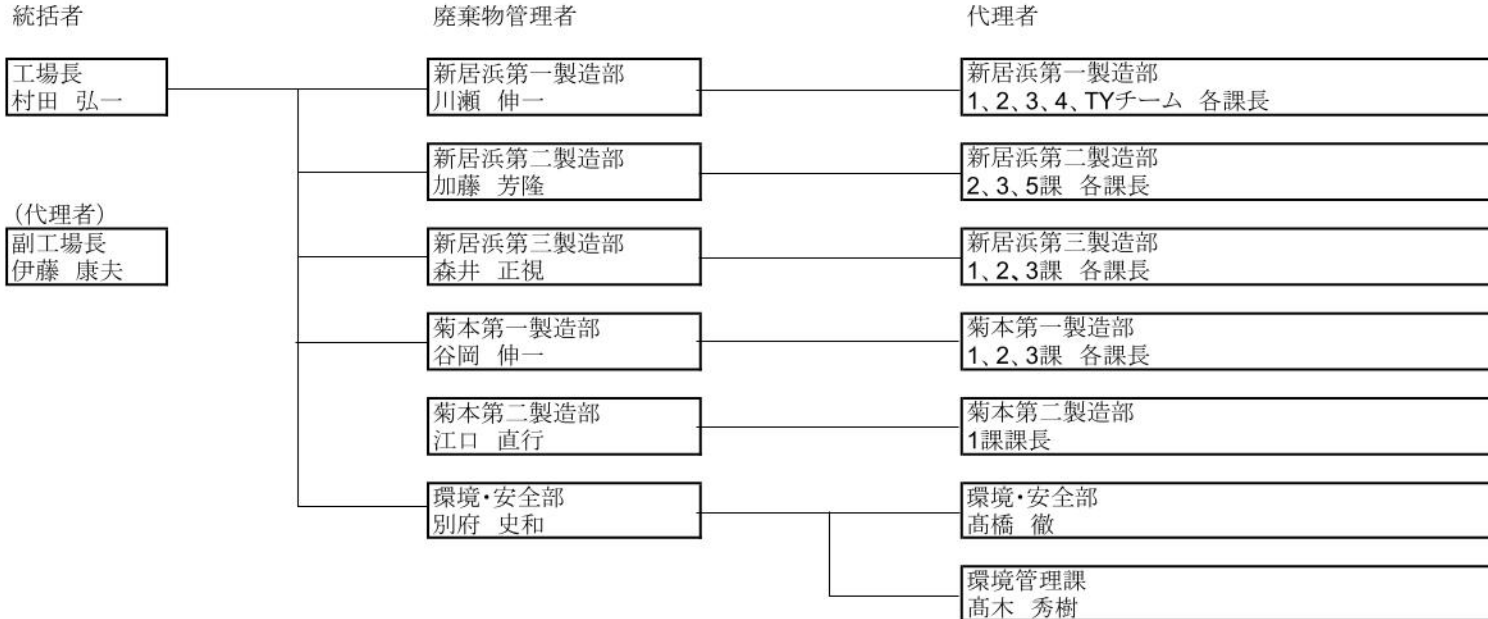 統括者
廃棄物管理者
代理者
工場長
村田 弘一
新居浜第一製造部
川瀬 伸一
新居浜第一製造部
1、2、3、4、TYチーム 各課長
新居浜第二製造部
加藤 芳隆
新居浜第二製造部
2、3、5課 各課長
(代理者)
副工場長
伊藤 康夫
新居浜第三製造部
森井 正視
新居浜第三製造部
1、2、3課 各課長
菊本第一製造部
谷岡 伸一
菊本第一製造部
1、2、3課 各課長
菊本第二製造部
江口 直行
菊本第二製造部
1課課長
環境・安全部
別府 史和
環境・安全部
髙橋 徹
環境管理課
髙木 秀樹